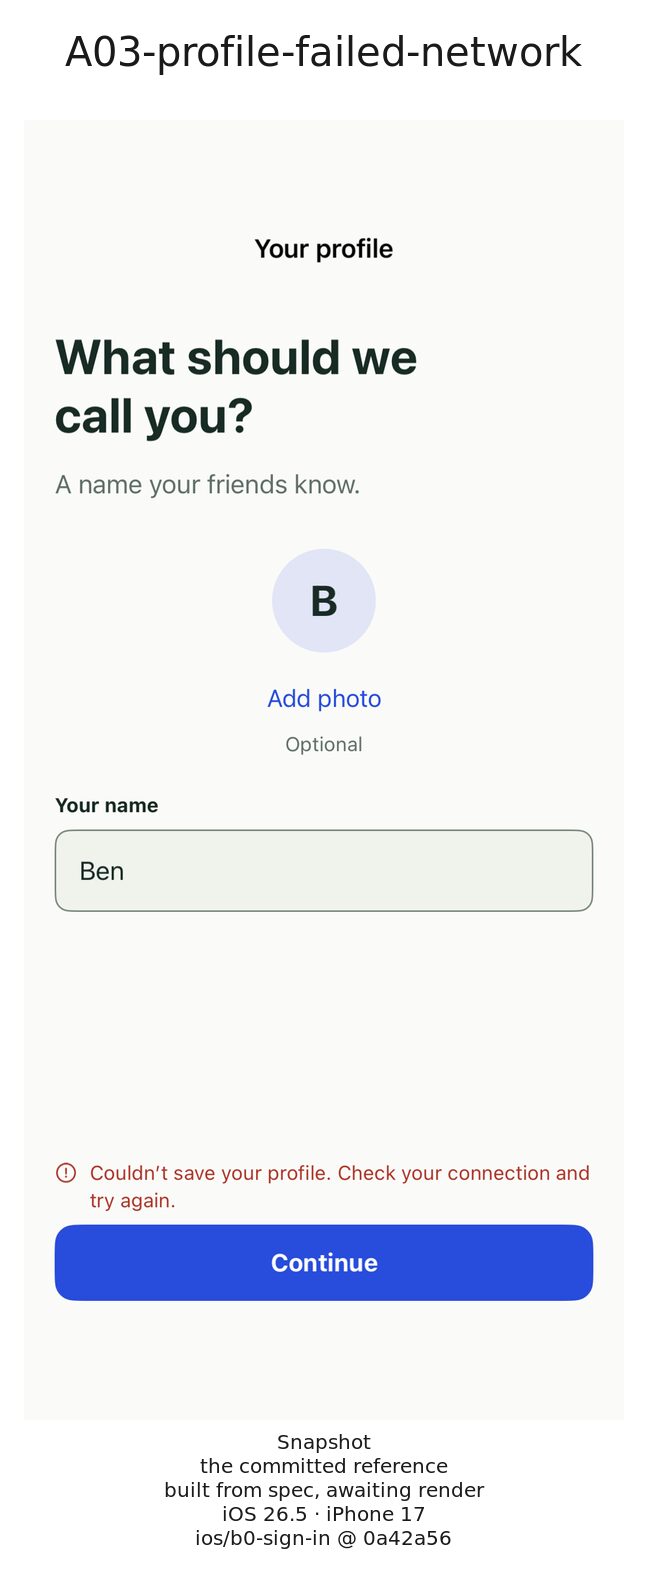 A03-profile-failed-network
Your profile
What should we
call you?
A name your friends know.
B
Add photo
Optional
Your name
Ben
Couldn’t save your profile. Check your connection and
try again.
Continue
Snapshot
the committed reference
built from spec, awaiting render
iOS 26.5 · iPhone 17
ios/b0-sign-in @ 0a42a56